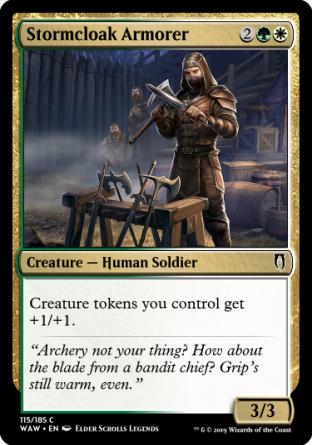 Stormcloak Armorer 2
Creature — Human Soldier
Creature tokens you control get
+1/+1.
“Archery not your thing? How about
the blade from a bandit chief? Grip’s
still warm, even.”
115/185 C
WAW • EN ELDER SCROLLS LEGENDS
™ & © 2019 Wizards of the Coast
3/3